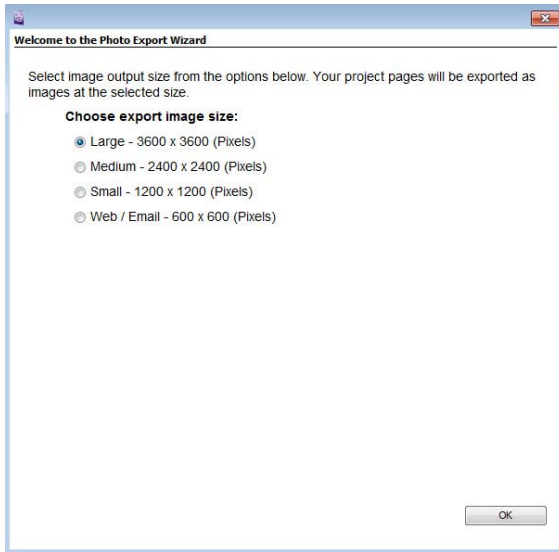 Welcome to the Photo Export Wizard
Select image output size from the options below. Your project pages will be exported as
images at the selected size.
Choose export image size:
Large - 3600 x 3600 (Pixels)
Medium - 2400 x 2400 (Pixels)
Small - 1200 x 1200 (Pixels)
Web / Email - 600 x 600 (Pixels)
OK